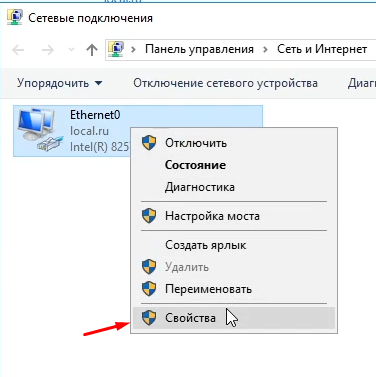 Сетевые подключения
Панель управления > Сеть и Интернет
Упорядочить Отключение сетевого устройства
Ethernet0
local.ru
Intel(R) 825
Отключить
Состояние
Диагностика
Настройка моста
Создать ярлык
Удалить
Переименовать
Свойства